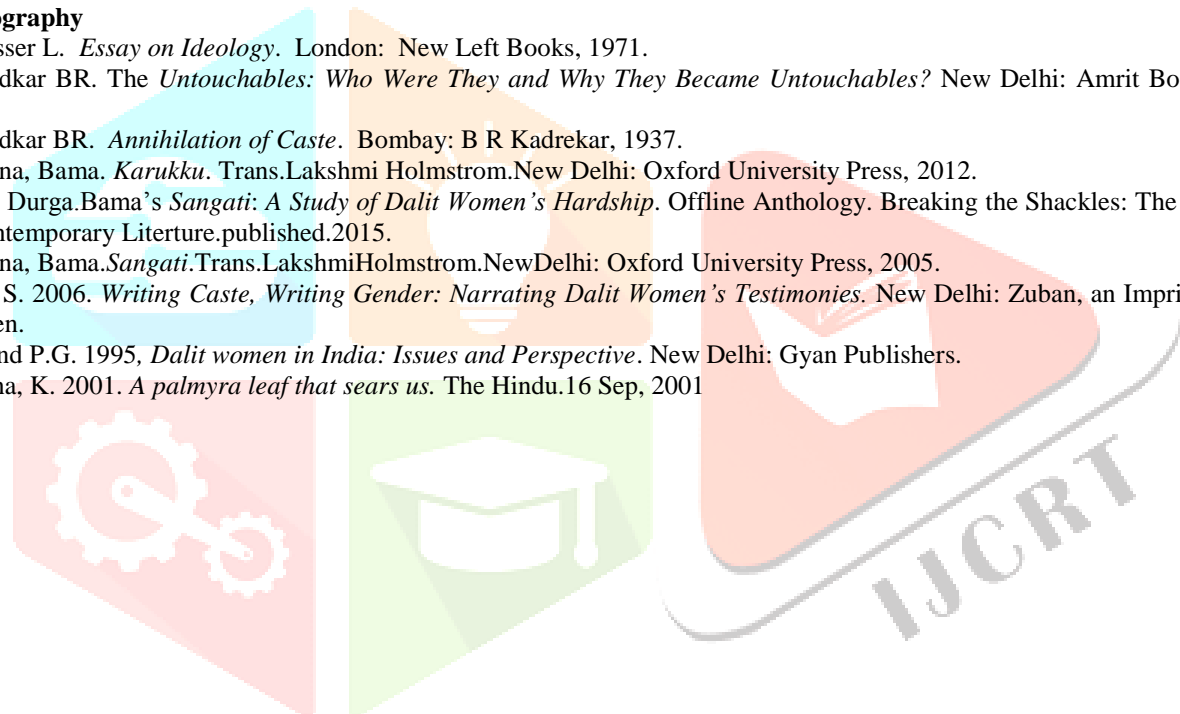 ography
sser L. Essay on Ideology. London: New Left Books, 1971.
dkar BR. The Untouchables: Who Were They and Why They Became Untouchables? New Delhi: Amrit Bo
dkar BR. Annihilation of Caste. Bombay: B R Kadrekar, 1937.
na, Bama. Karukku. Trans.Lakshmi Holmstrom.New Delhi: Oxford University Press, 2012.
Durga.Bama's Sangati: A Study of Dalit Women's Hardship. Offline Anthology. Breaking the Shackles: The
ntemporary Literture.published.2015.
na, Bama.Sangati.Trans.LakshmiHolmstrom.NewDelhi: Oxford University Press, 2005.
S. 2006. Writing Caste, Writing Gender: Narrating Dalit Women's Testimonies. New Delhi: Zuban, an Impri
en.
nd P.G. 1995, Dalit women in India: Issues and Perspective. New Delhi: Gyan Publishers.
na, K. 2001. A palmyra leaf that sears us. The Hindu.16 Sep, 2001
IJCRT